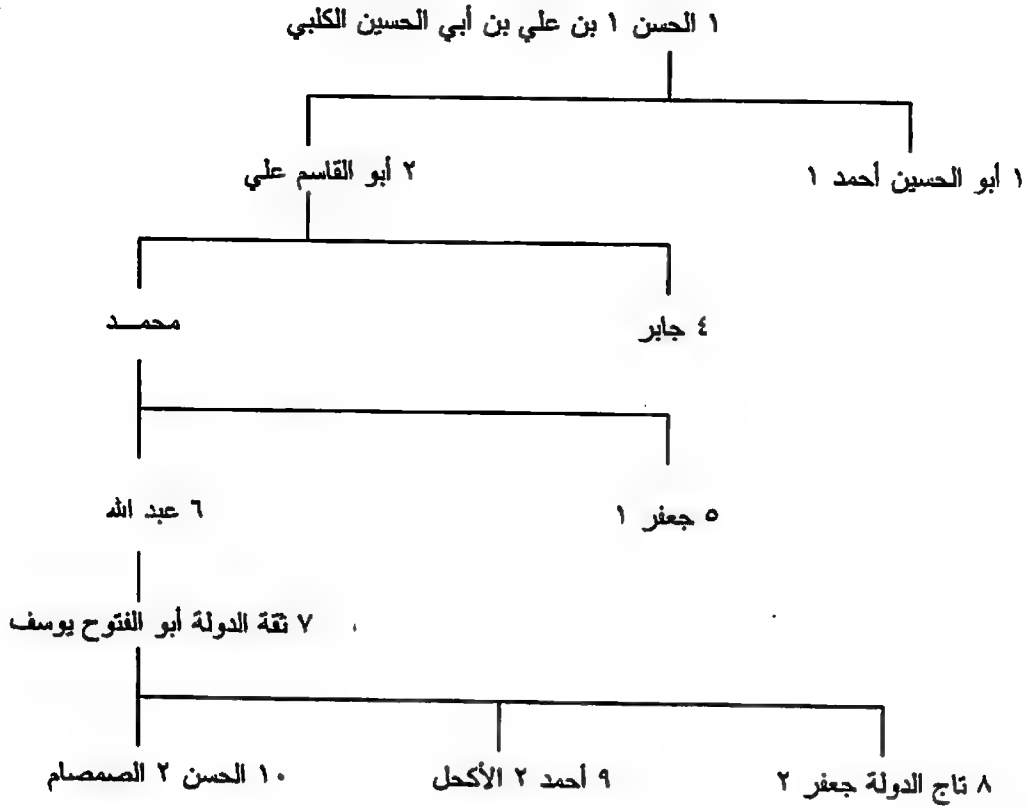 ١ الحسن ١ بن علي بن أبي الحسين الكلبي
١ أبو الحسين أحمد ١
٢ أبو القاسم علي
٤ جابر
محمـــد
٥ جعفر ١
٦ عبد الله
٧ ثقة الدولة أبو الفتوح يوسف
٨ تاج الدولة جعفر ٢
٩ أحمد ٢ الأكحل
١٠ الحسن ٢ الصمصام